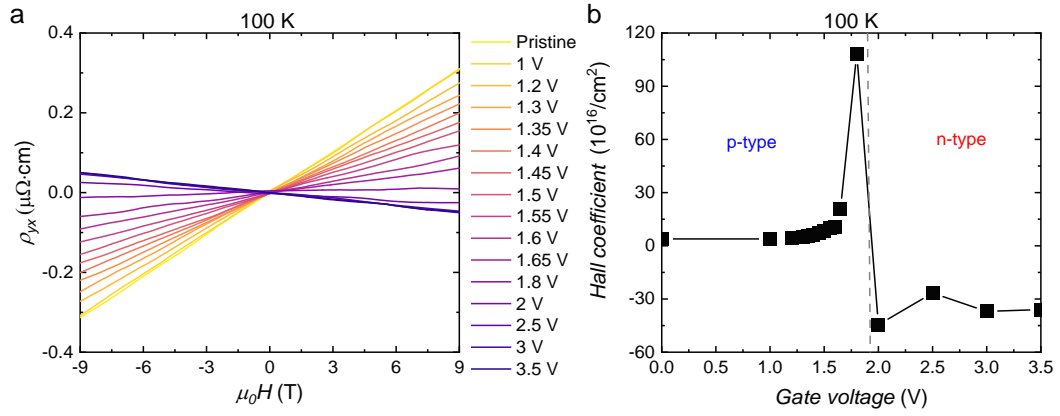 a
100 K
ρyx (μΩ·cm)
0.4
0.2
0.0
-0.2
-0.4
-9
-6
-3
0
3
6
9
μ0H (T)
Pristine
1 V
1.2 V
1.3 V
1.35 V
1.4 V
1.45 V
1.5 V
1.55 V
1.6 V
1.65 V
1.8 V
2 V
2.5 V
3 V
3.5 V
b
100 K
Hall coefficient (10^16/cm2)
120
90
60
30
0
-30
-60
p-type
n-type
0.0
0.5
1.0
1.5
2.0
2.5
3.0
3.5
Gate voltage (V)